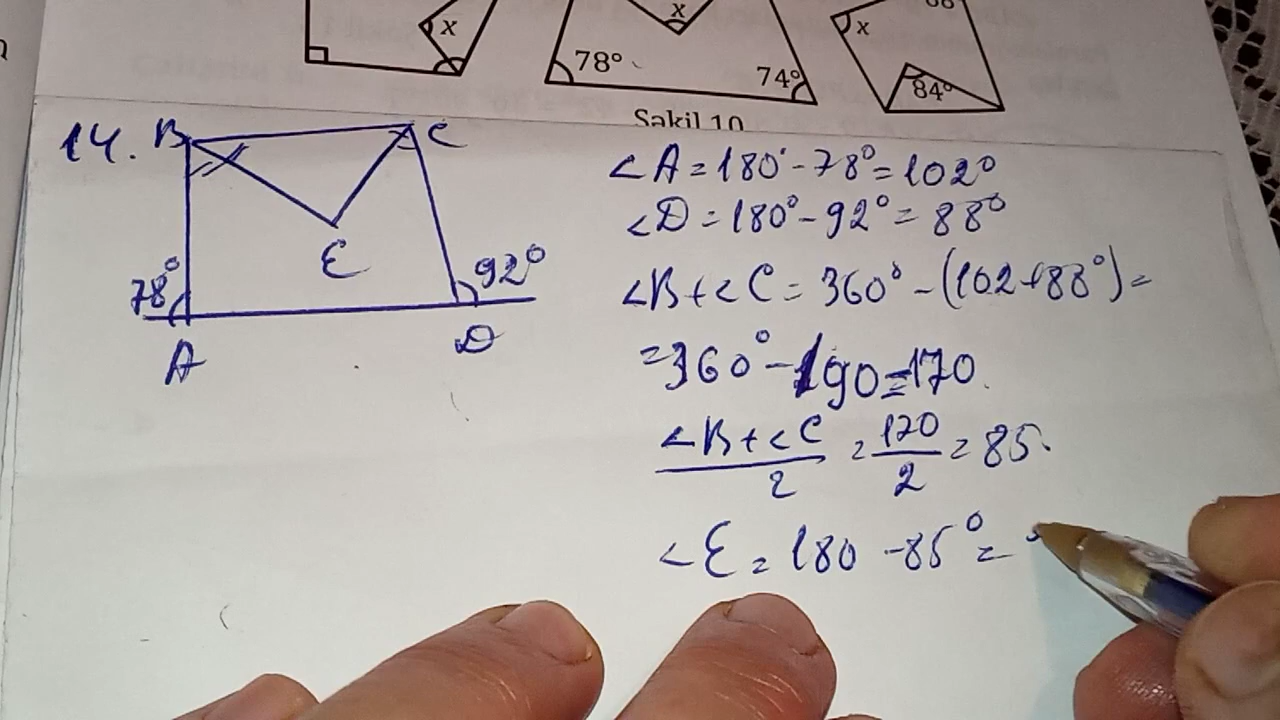 x
x
x
78°
74°
84°
Şəkil 10
14.
B
C
E
78°
92°
A
D
∠A = 180° - 78° = 102°
∠D = 180° - 92° = 88°
∠B + ∠C = 360° - (102 + 88°) =
= 360° - 190 = 170.
∠B + ∠C / 2 = 170 / 2 = 85.
∠E = 180 - 85° =